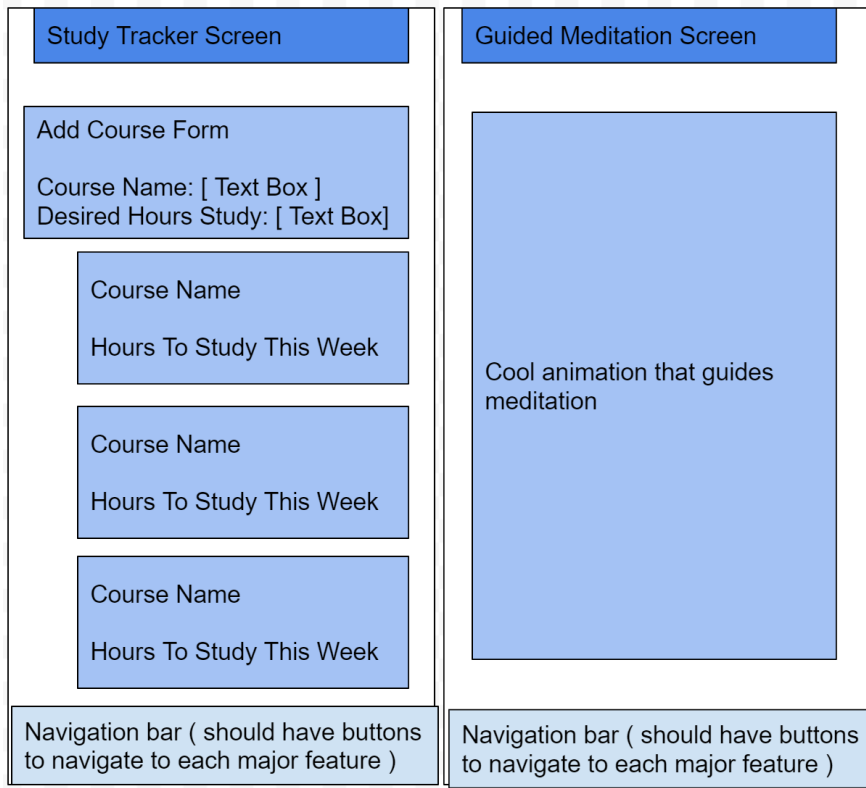 Study Tracker Screen
Add Course Form
Course Name: [ Text Box ]
Desired Hours Study: [ Text Box]
Course Name
Hours To Study This Week
Course Name
Hours To Study This Week
Course Name
Hours To Study This Week
Navigation bar ( should have buttons
to navigate to each major feature )
Guided Meditation Screen
Cool animation that guides
meditation
Navigation bar ( should have buttons
to navigate to each major feature )